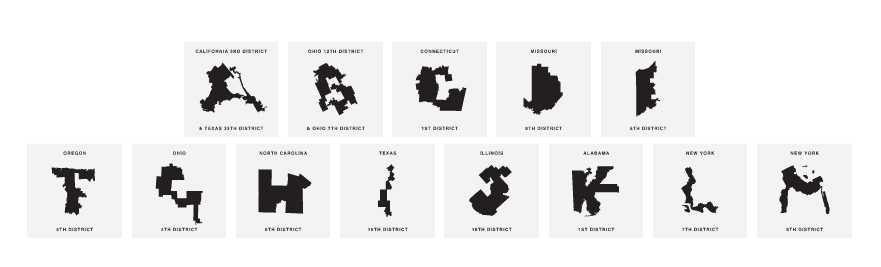 CALIFORNIA 3RD DISTRICT
& TEXAS 35TH DISTRICT
OHIO 12TH DISTRICT
& OHIO 7TH DISTRICT
CONNECTICUT
1ST DISTRICT
MISSOURI
8TH DISTRICT
MISSOURI
5TH DISTRICT
OREGON
5TH DISTRICT
OHIO
4TH DISTRICT
NORTH CAROLINA
6TH DISTRICT
TEXAS
15TH DISTRICT
ILLINOIS
18TH DISTRICT
ALABAMA
1ST DISTRICT
NEW YORK
7TH DISTRICT
NEW YORK
8TH DISTRICT